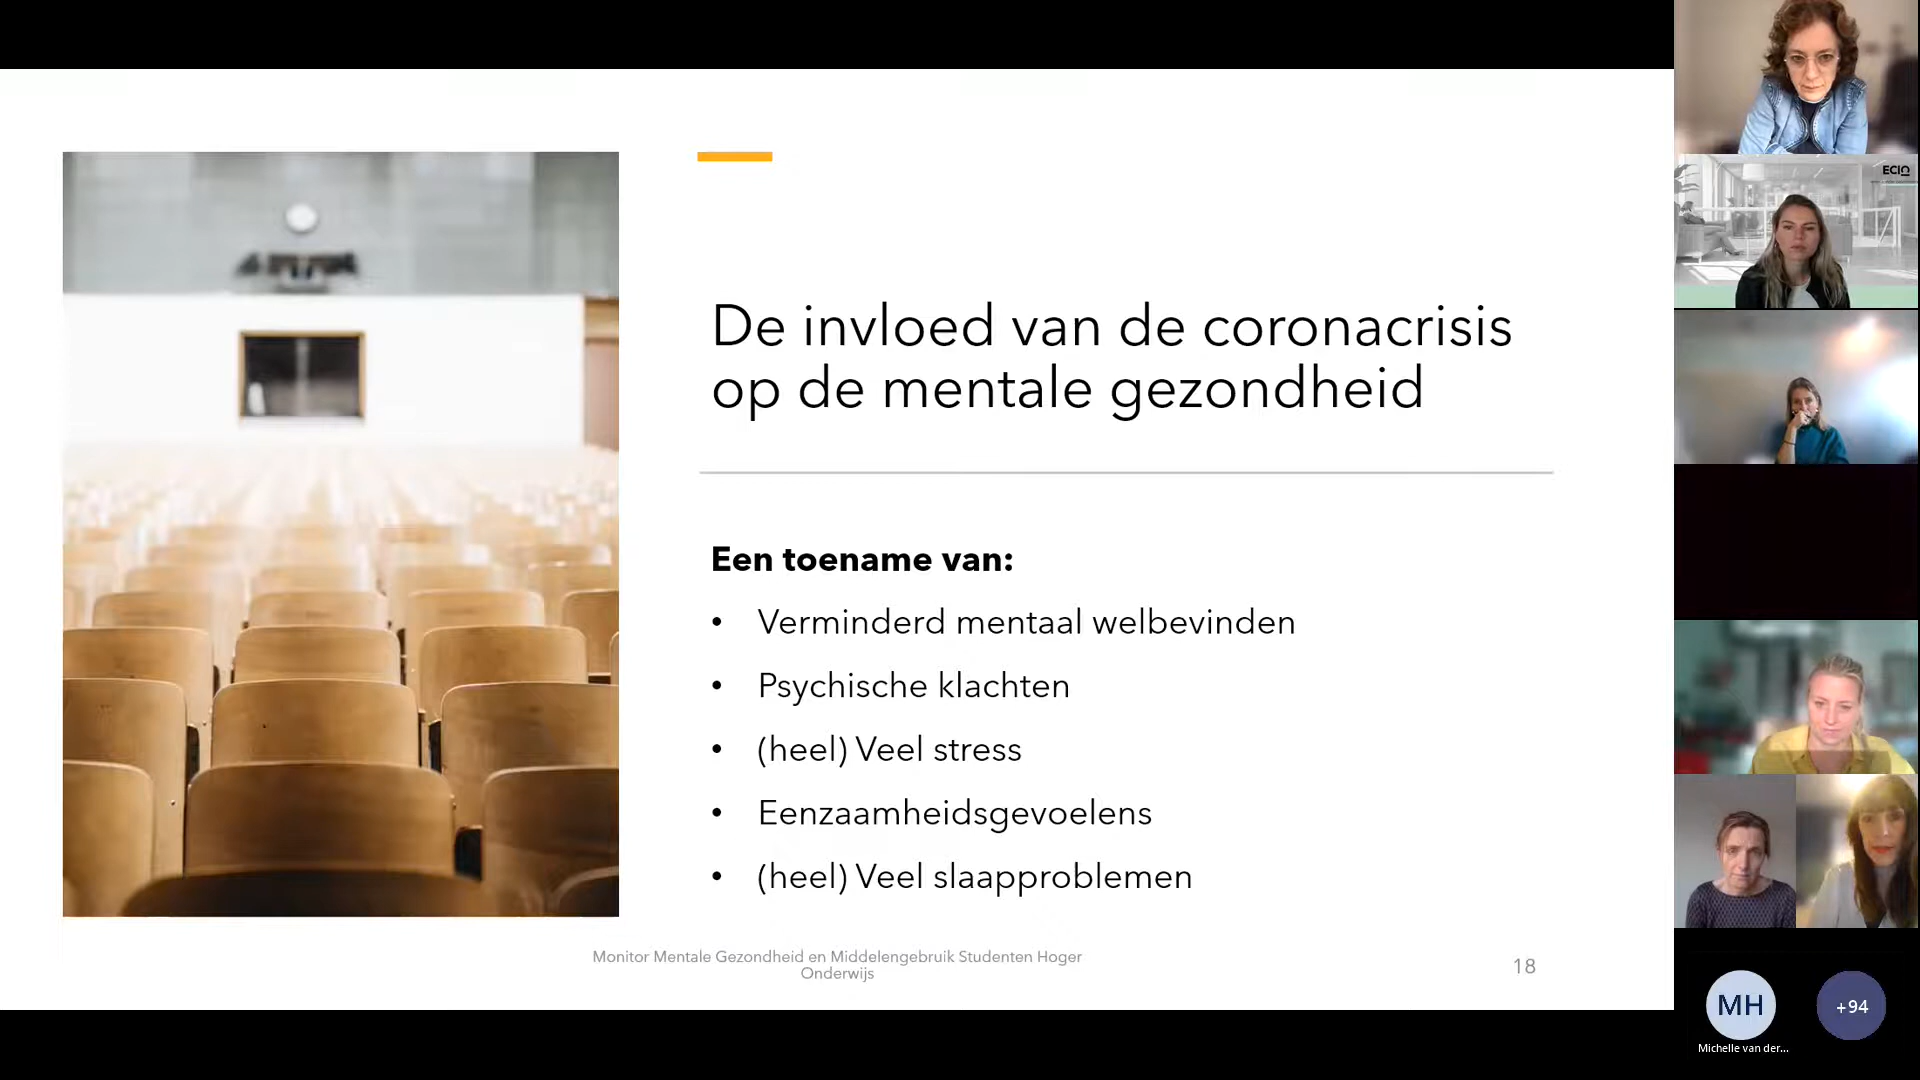 De invloed van de coronacrisis
op de mentale gezondheid
Een toename van:
• Verminderd mentaal welbevinden
• Psychische klachten
• (heel) Veel stress
• Eenzaamheidsgevoelens
• (heel) Veel slaapproblemen
Monitor Mentale Gezondheid en Middelengebruik Studenten Hoger
Onderwijs
18
ECIO
MH
Michelle van der...
+94